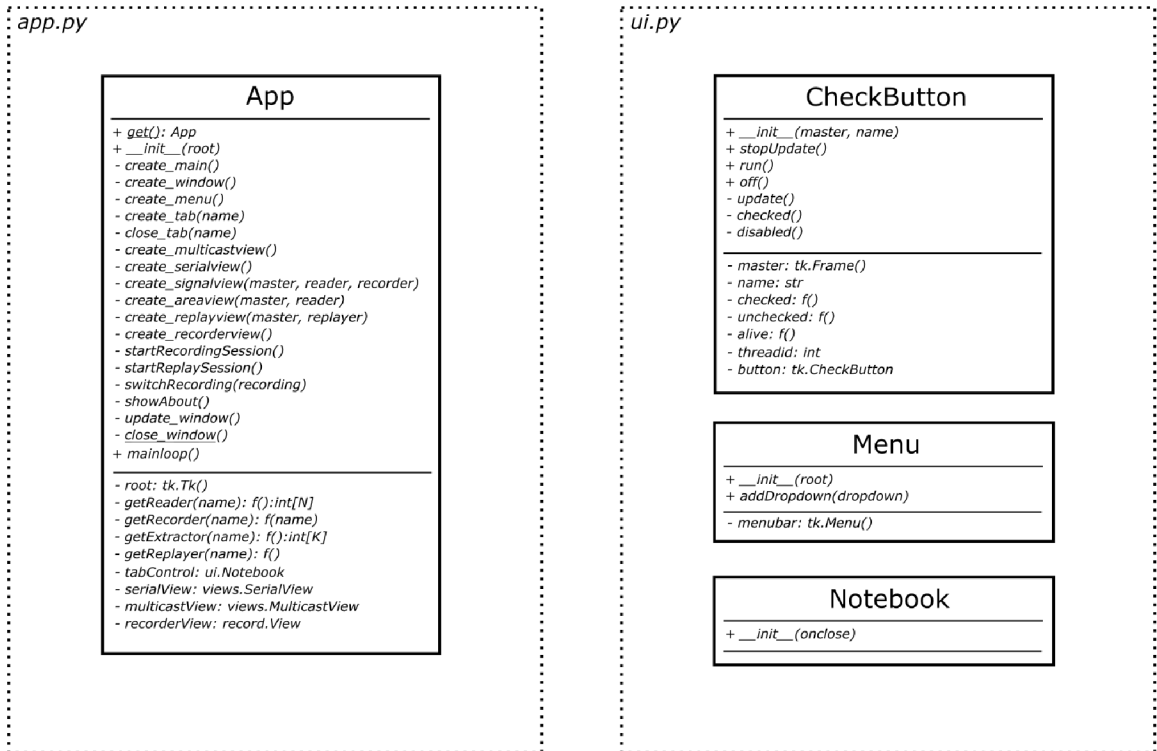 app.py
App
+ get(): App
+ __init__(root)
- create_main()
- create_window()
- create_menu()
- create_tab(name)
- close_tab(name)
- create_multicastview()
- create_serialview()
- create_signalview(master, reader, recorder)
- create_areaview(master, reader)
- create_replayview(master, replayer)
- create_recorderview()
- startRecordingSession()
- startReplaySession()
- switchRecording(recording)
- showAbout()
- update_window()
- close_window()
+ mainloop()
- root: tk.Tk()
- getReader(name): f():int[N]
- getRecorder(name): f(name)
- getExtractor(name): f():int[K]
- getReplayer(name): f()
- tabControl: ui.Notebook
- serialView: views.SerialView
- multicastView: views.MulticastView
- recorderView: record.View
ui.py
CheckButton
+ __init__(master, name)
+ stopUpdate()
+ run()
+ off()
- update()
- checked()
- disabled()
- master: tk.Frame()
- name: str
- checked: f()
- unchecked: f()
- alive: f()
- threadid: int
- button: tk.CheckButton
Menu
+ __init__(root)
+ addDropdown(dropdown)
- menubar: tk.Menu()
Notebook
+ __init__(onclose)